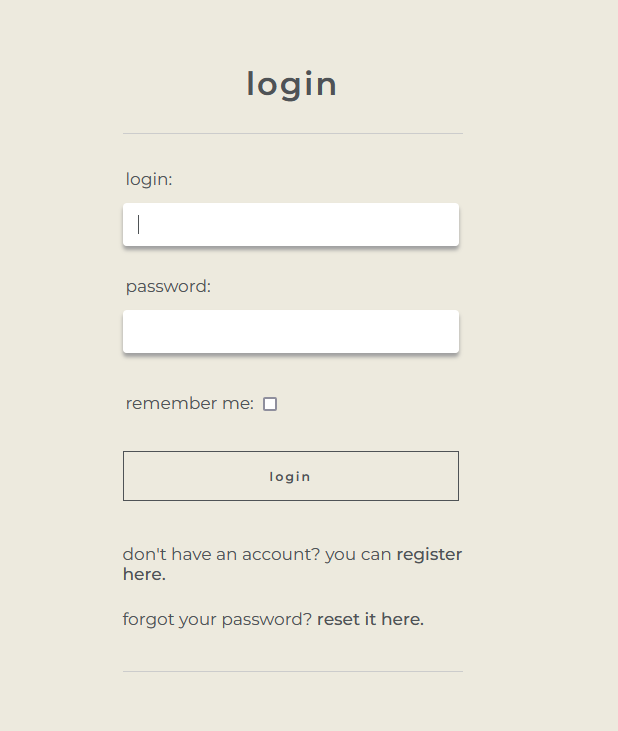 login
login:
password:
remember me:
login
don't have an account? you can register
here.
forgot your password? reset it here.